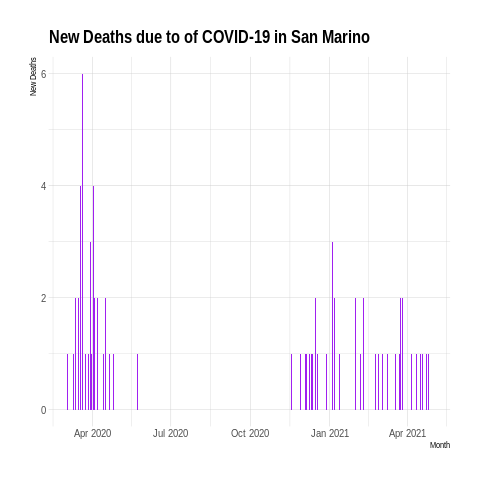 New Deaths due to of COVID-19 in San Marino
New Deaths
6
4
2
0
Apr 2020 Jul 2020 Oct 2020 Jan 2021 Apr 2021
Month